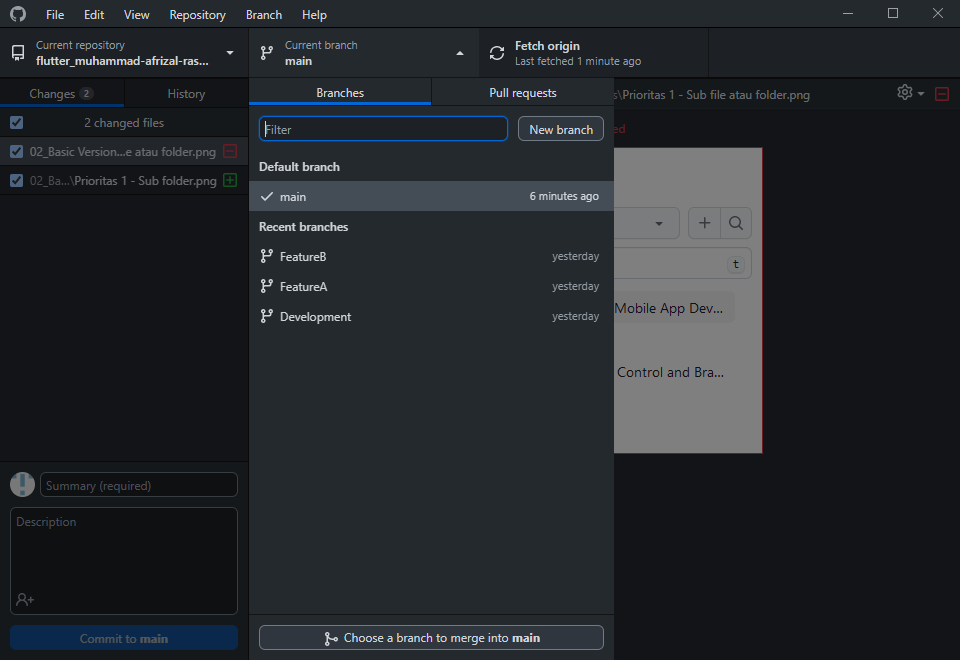 File Edit View Repository Branch Help
Current repository
flutter_muhammad-afrizal-ras...
Current branch
main
Fetch origin
Last fetched 1 minute ago
Changes 2 History
Branches Pull requests
s\Prioritas 1 - Sub file atau folder.png
2 changed files
02_Basic Version...e atau folder.png
02_Ba...\Prioritas 1 - Sub folder.png
Filter
New branch
Default branch
main 6 minutes ago
Recent branches
FeatureB yesterday
FeatureA yesterday
Development yesterday
ed
t
Mobile App Dev...
Control and Bra...
Summary (required)
Description
Commit to main
Choose a branch to merge into main